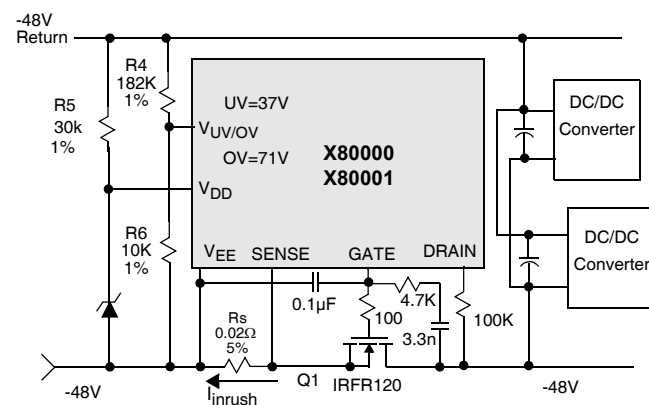 -48V
Return
R4
182K
1%
R5
30k
1%
UV=37V
VUV/OV
OV=71V
X80000
X80001
VDD
R6
10K
1%
VEE
SENSE
GATE
DRAIN
DC/DC
Converter
DC/DC
Converter
0.1µF
4.7K
100
3.3n
100K
Rs
0.02Ω
5%
-48V
Iinrush
Q1
IRFR120
-48V